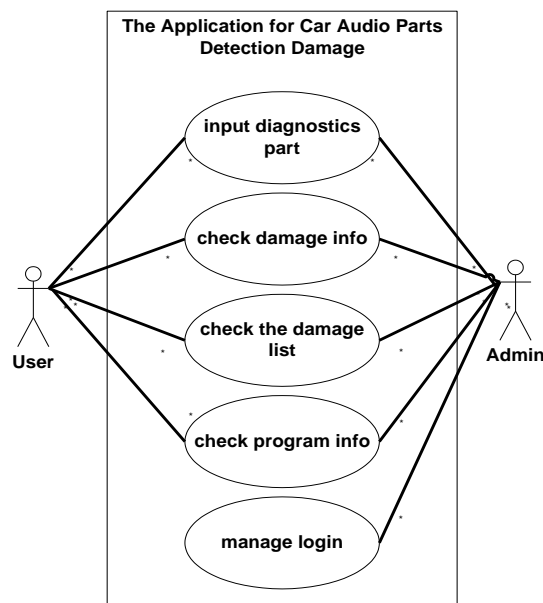 The Application for Car Audio Parts
Detection Damage
input diagnostics
part
check damage info
check the damage
list
check program info
manage login
User
Admin